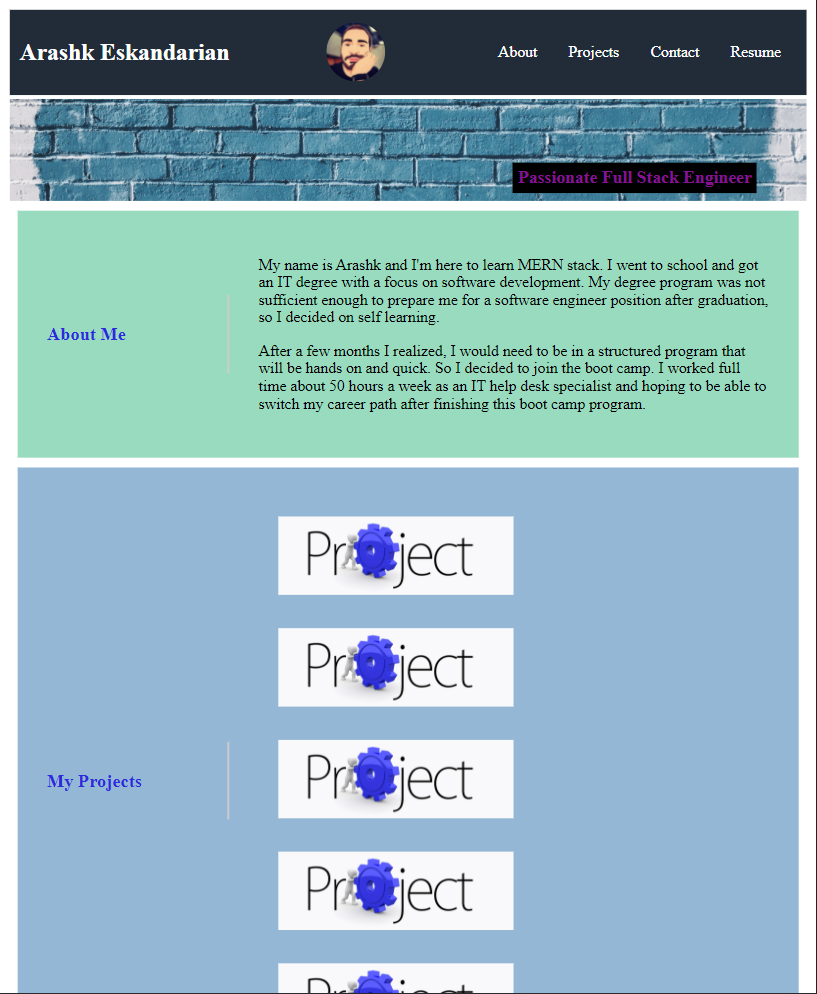 Arashk Eskandarian
About Projects Contact Resume
Passionate Full Stack Engineer
About Me
My name is Arashk and I'm here to learn MERN stack. I went to school and got
an IT degree with a focus on software development. My degree program was not
sufficient enough to prepare me for a software engineer position after graduation,
so I decided on self learning.
After a few months I realized, I would need to be in a structured program that
will be hands on and quick. So I decided to join the boot camp. I worked full
time about 50 hours a week as an IT help desk specialist and hoping to be able to
switch my career path after finishing this boot camp program.
My Projects
Project
Project
Project
Project
Project